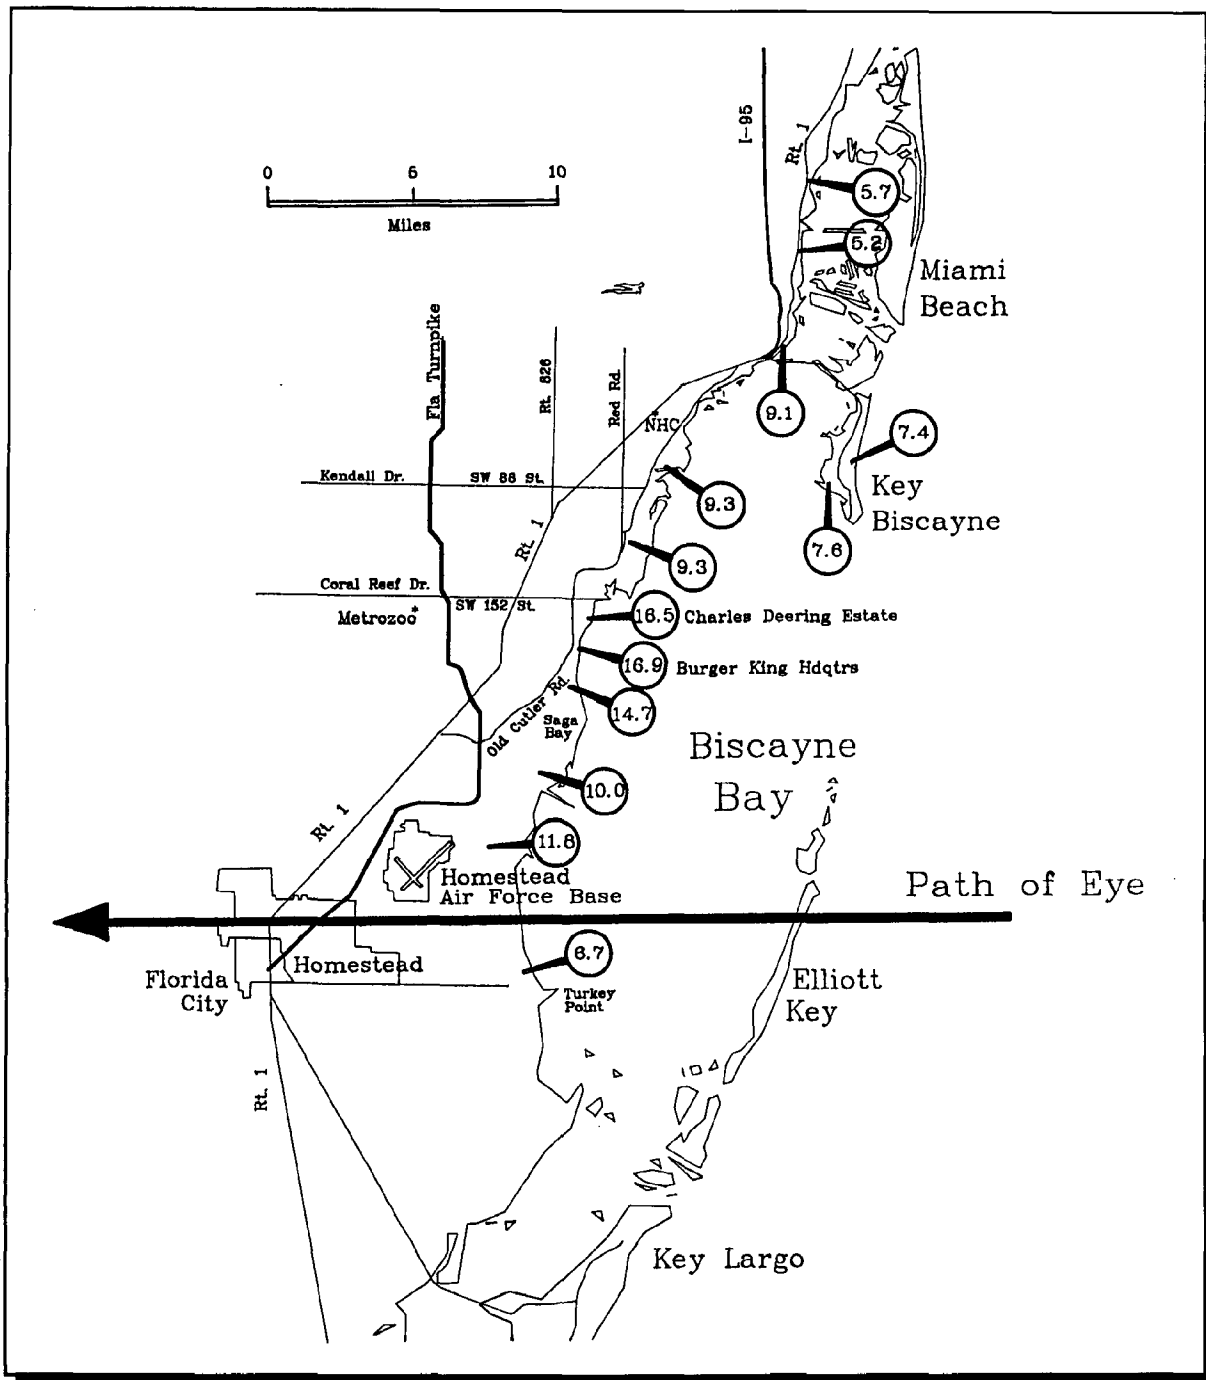 I-95
Rt. 1
0 5 10
Miles
5.7
5.2
Miami
Beach
Fla Turnpike
Rt. 826
Red Rd.
NHC
*
9.1
7.4
Kendall Dr.
SW 88 St.
9.3
Key
Biscayne
Rt. 1
7.6
9.3
Coral Reef Dr.
SW 152 St.
Metrozoo*
16.5 Charles Deering Estate
16.9 Burger King Hdqtrs
Old Cutler Rd.
14.7
Saga
Bay
Biscayne
Bay
10.0
Rt. 1
11.8
Homestead
Air Force Base
Path of Eye
6.7
Homestead
Florida
City
Turkey
Point
Elliott
Key
Rt. 1
Key Largo